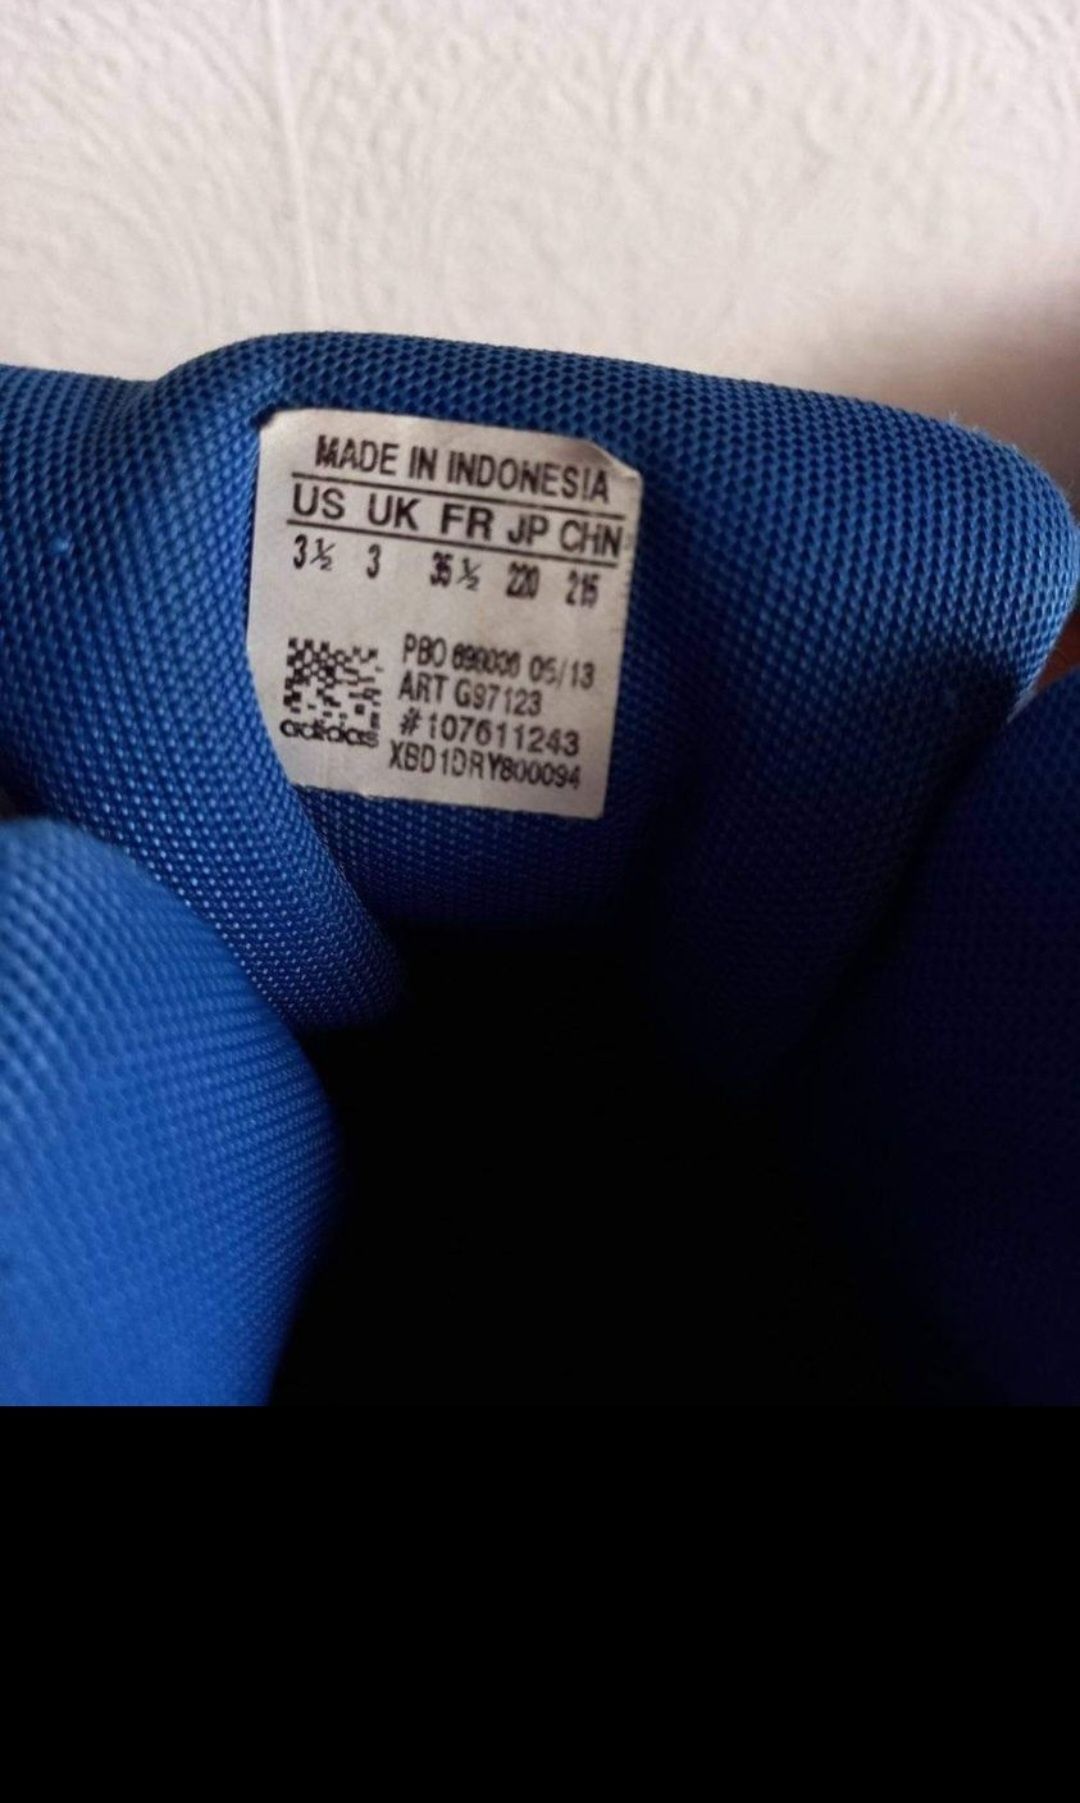 MADE IN INDONESIA
US UK FR JP CHN
3½ 3 35½ 220 215
PBO 699006 05/13
ART G97123
#107611243
XBD1DRY800094
adidas